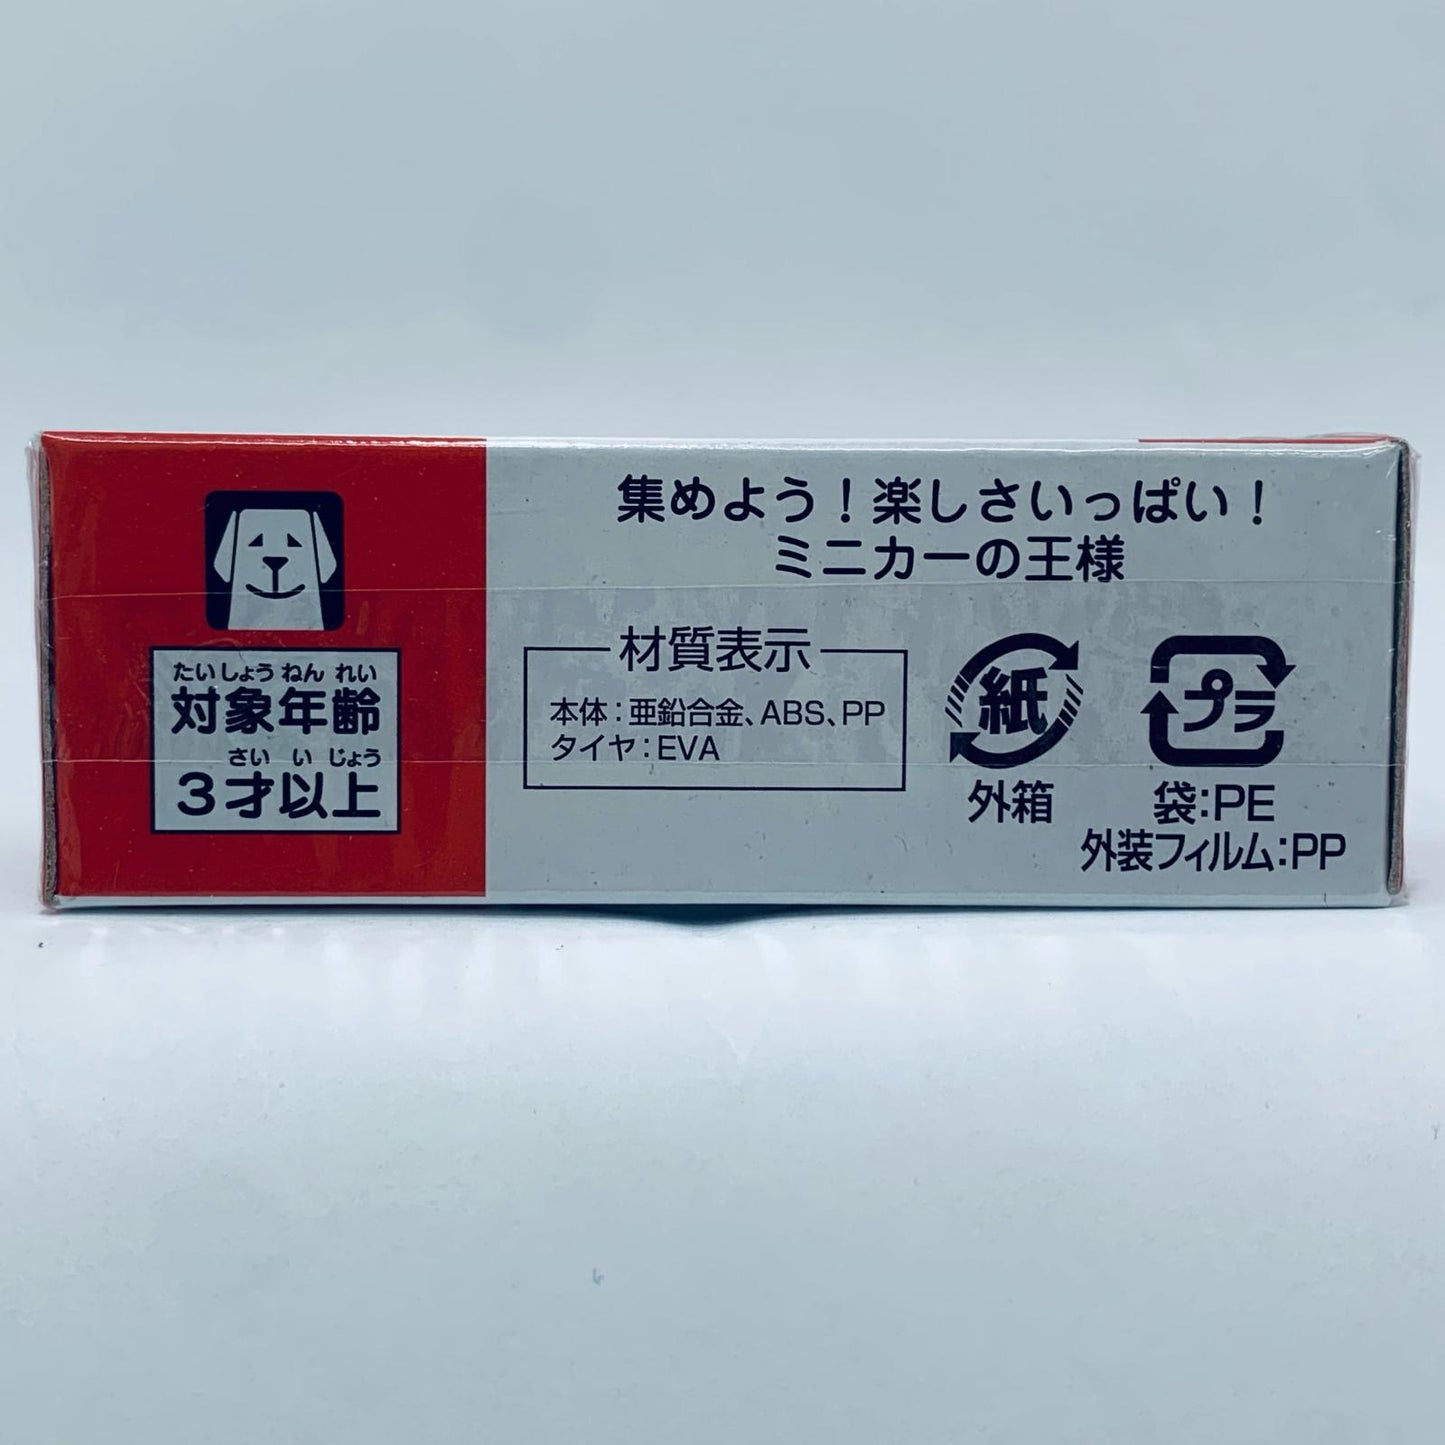 集めよう！楽しさいっぱい！
ミニカーの王様
たいしょうねんれい
対象年齢
さいいじょう
3才以上
材質表示
本体：亜鉛合金、ABS、PP
タイヤ：EVA
紙
外箱
プラ
袋：PE
外装フィルム：PP